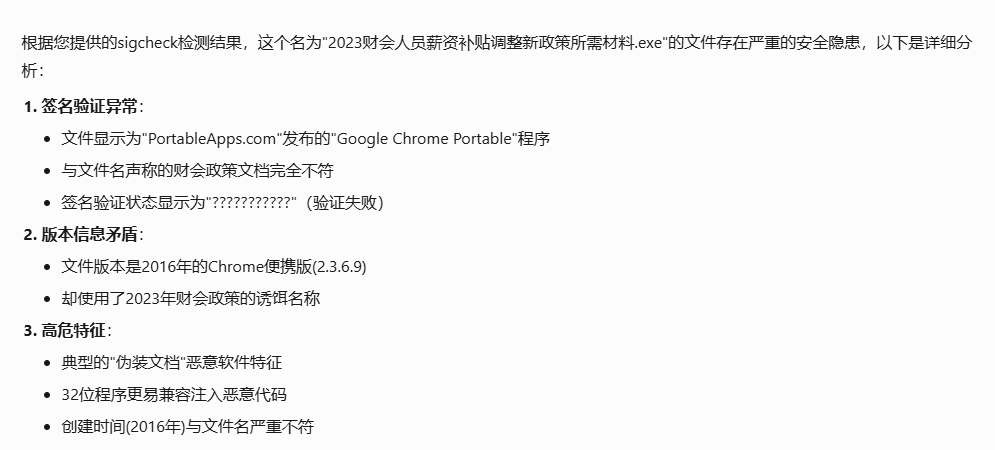 根据您提供的sigcheck检测结果，这个名为"2023财会人员薪资补贴调整新政策所需材料.exe"的文件存在严重的安全隐患，以下是详细分
析：
1. 签名验证异常：
• 文件显示为"PortableApps.com"发布的"Google Chrome Portable"程序
• 与文件名声称的财会政策文档完全不符
• 签名验证状态显示为"???????????"（验证失败）
2. 版本信息矛盾：
• 文件版本是2016年的Chrome便携版(2.3.6.9)
• 却使用了2023年财会政策的诱饵名称
3. 高危特征：
• 典型的"伪装文档"恶意软件特征
• 32位程序更易兼容注入恶意代码
• 创建时间(2016年)与文件名严重不符